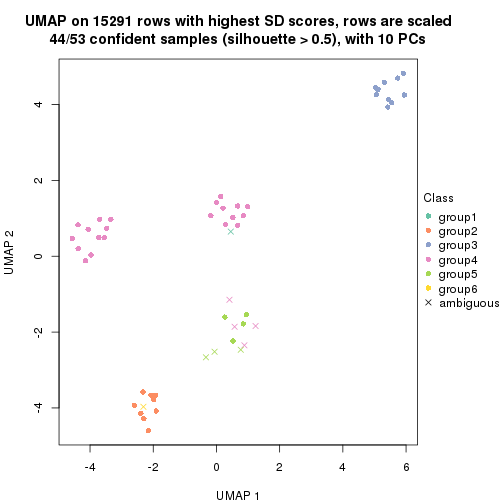 UMAP on 15291 rows with highest SD scores, rows are scaled
44/53 confident samples (silhouette > 0.5), with 10 PCs
UMAP 2
4
2
0
-2
-4
-4
-2
0
2
4
6
UMAP 1
Class
group1
group2
group3
group4
group5
group6
ambiguous